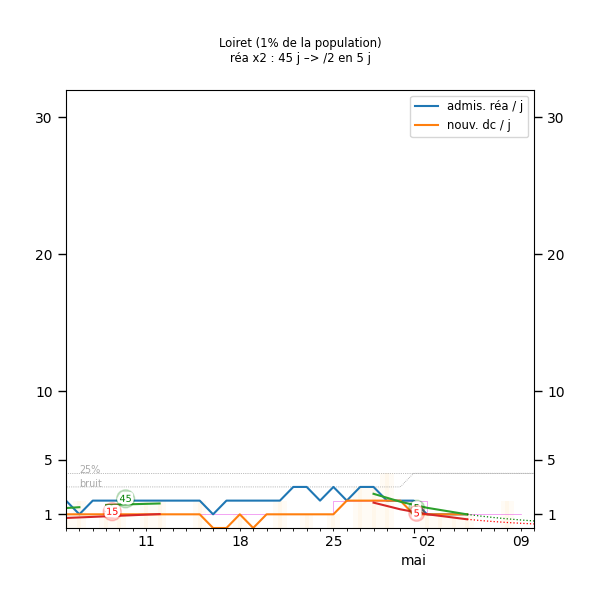 Loiret (1% de la population)
réa x2 : 45 j –> /2 en 5 j
admis. réa / j
nouv. dc / j
30 30
20 20
10 10
5 5
25%
bruit
45
15
5
1 1
11 18 25 02 09
mai